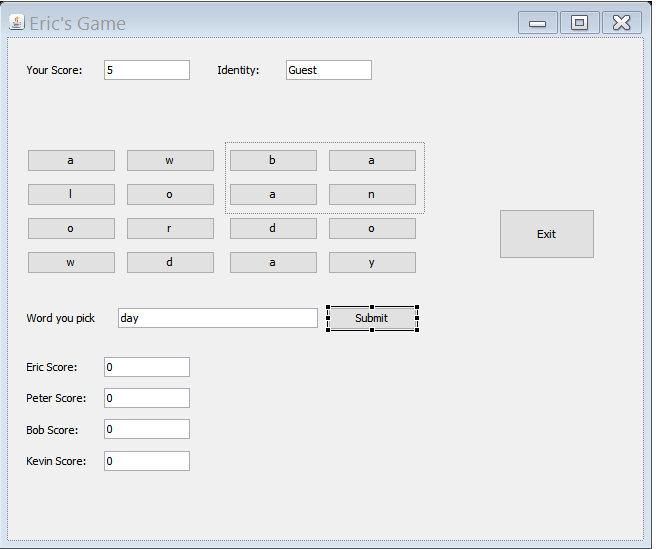 Eric's Game
Your Score: 5 Identity: Guest
a w b a
l o a n
o r d o
w d a y
Exit
Word you pick day Submit
Eric Score: 0
Peter Score: 0
Bob Score: 0
Kevin Score: 0